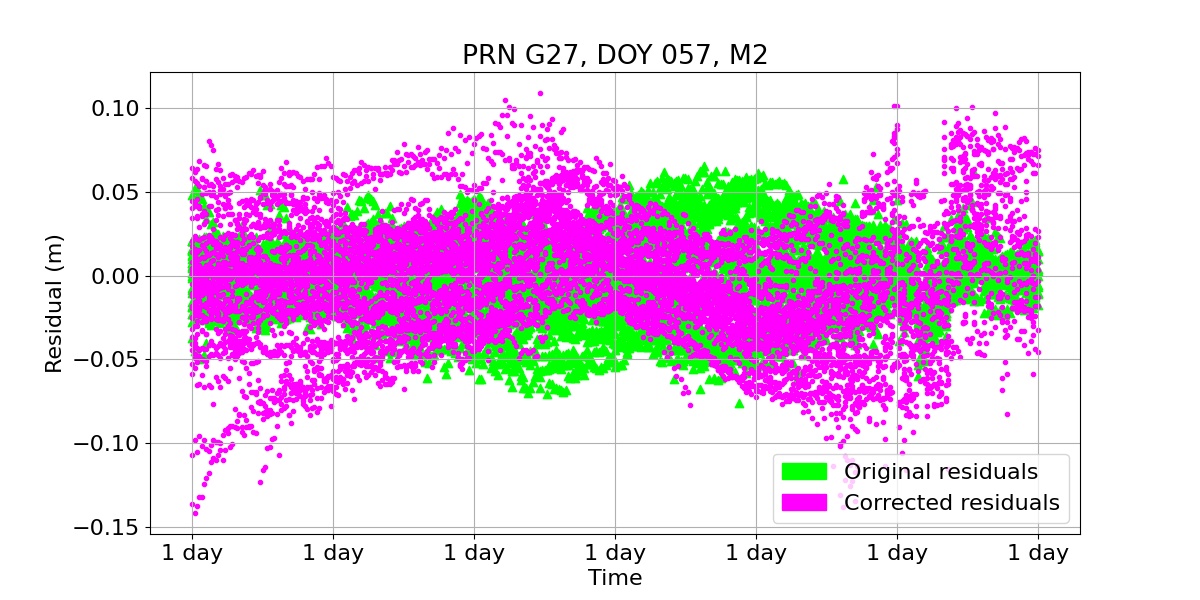 PRN G27, DOY 057, M2
Residual (m)
0.10
0.05
0.00
−0.05
−0.10
−0.15
Original residuals
Corrected residuals
1 day 1 day 1 day 1 day 1 day 1 day 1 day
Time